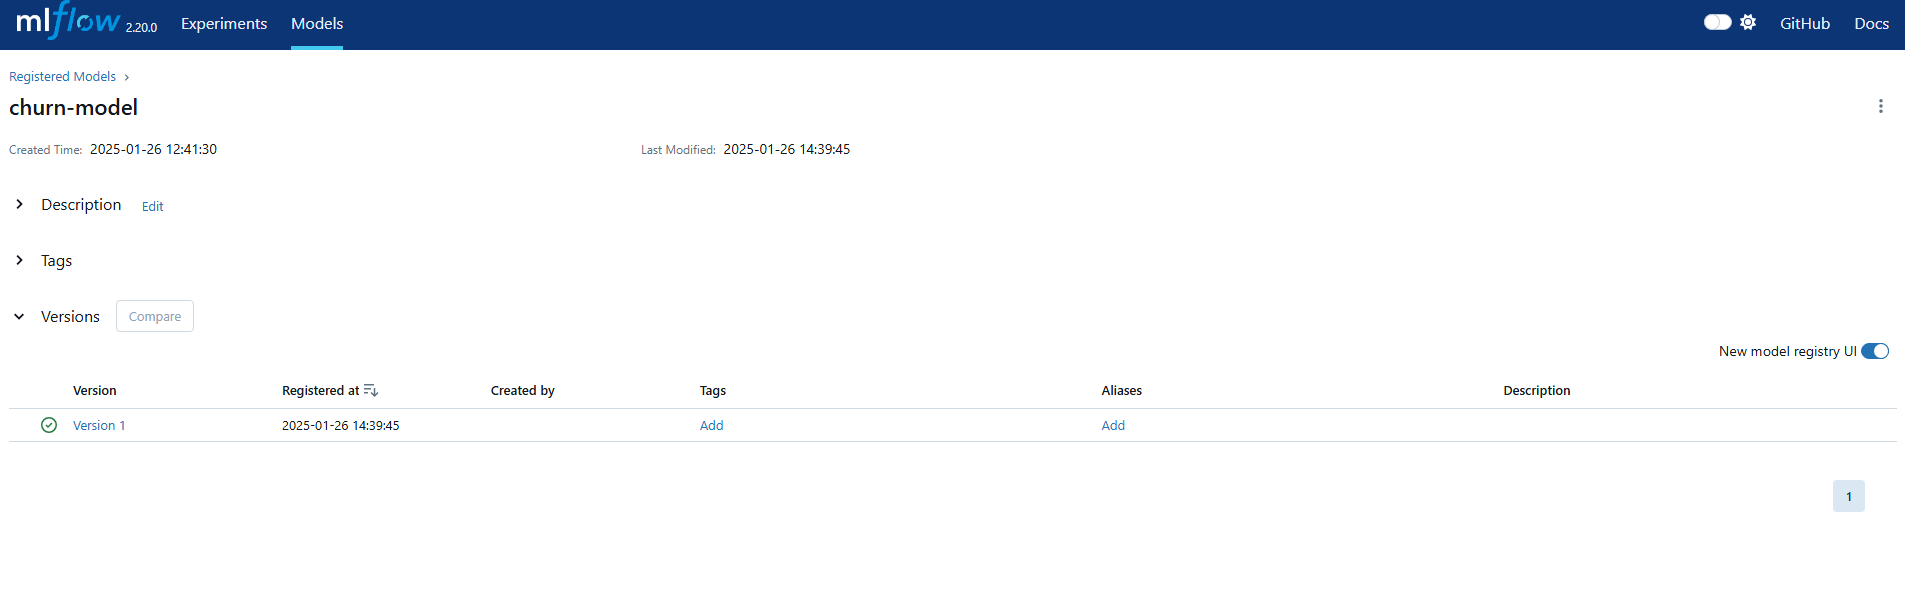 mlflow 2.20.0 Experiments Models GitHub Docs
Registered Models
churn-model
Created Time: 2025-01-26 12:41:30 Last Modified: 2025-01-26 14:39:45
Description Edit
Tags
Versions Compare
New model registry UI
Version Registered at Created by Tags Aliases Description
Version 1 2025-01-26 14:39:45 Add Add
1